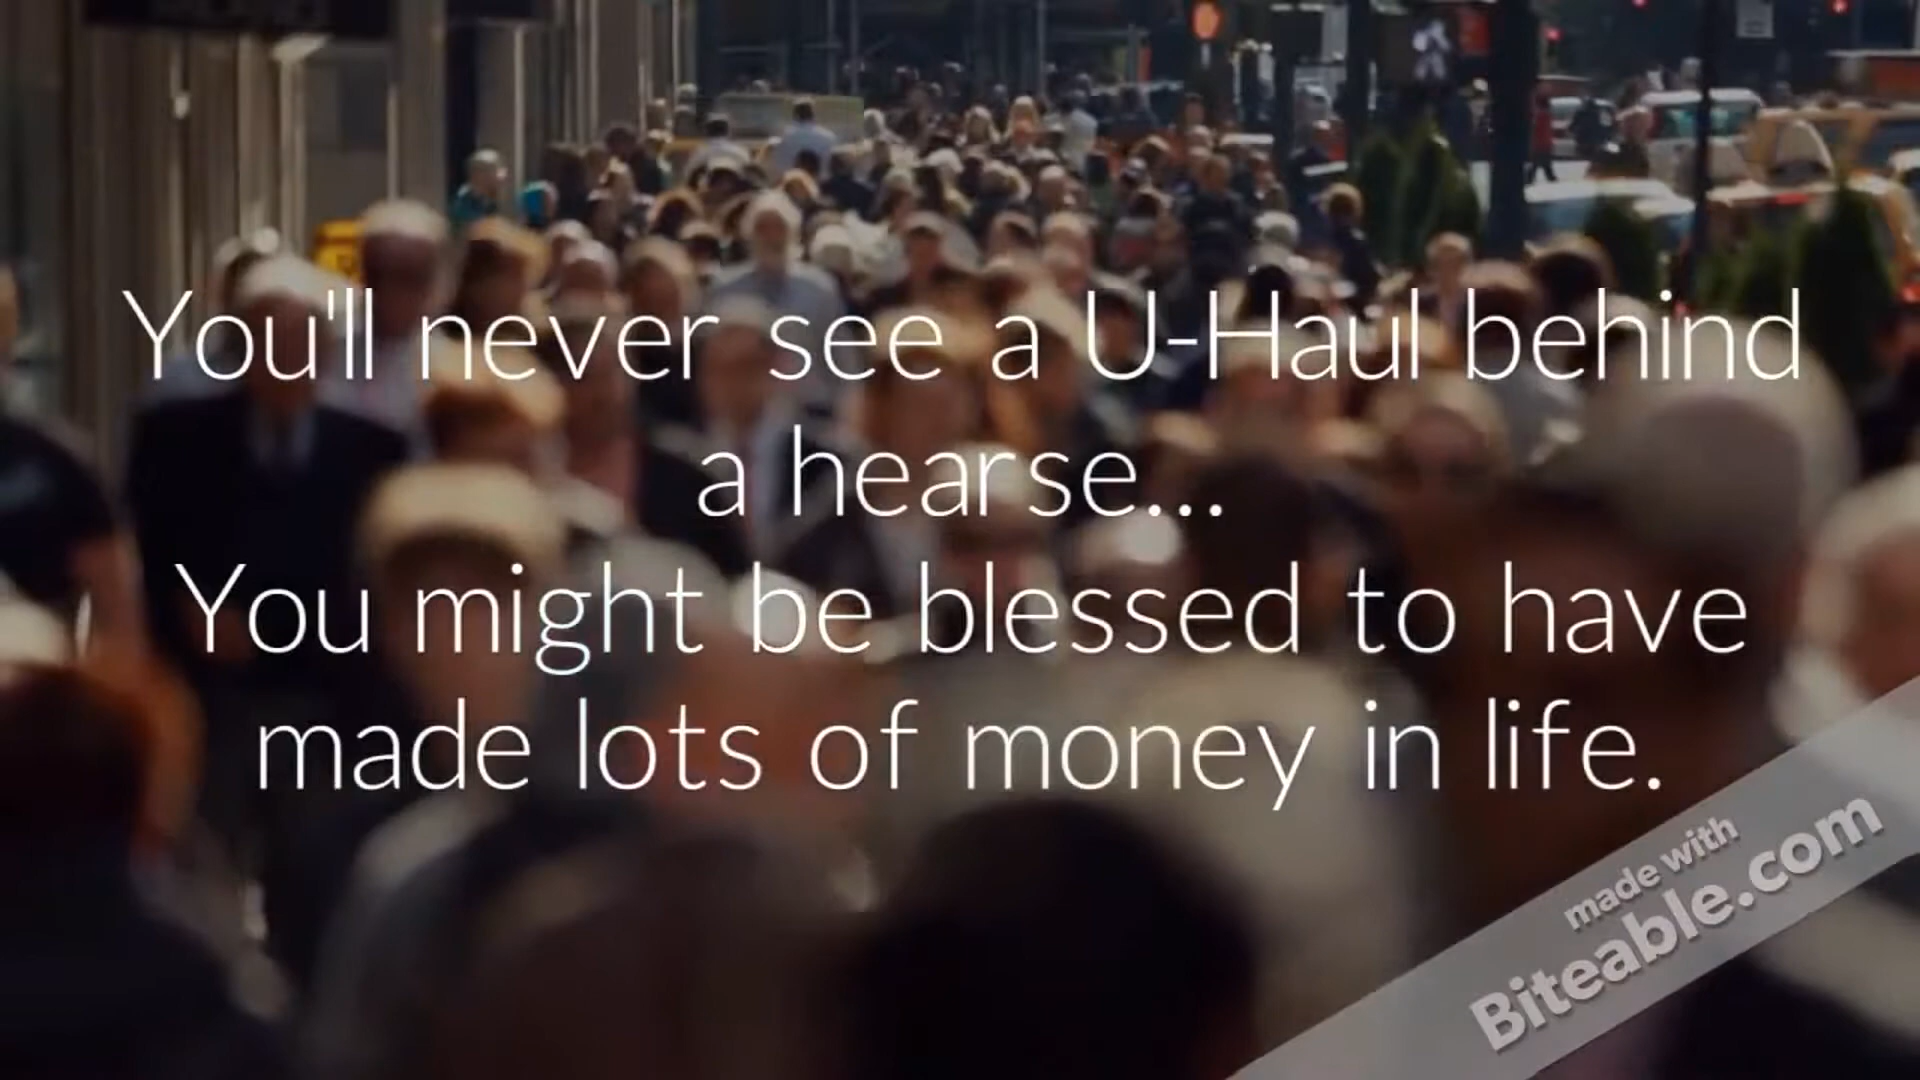 You'll never see a U-Haul behind
a hearse...
You might be blessed to have
made lots of money in life.
made with
Biteable.com